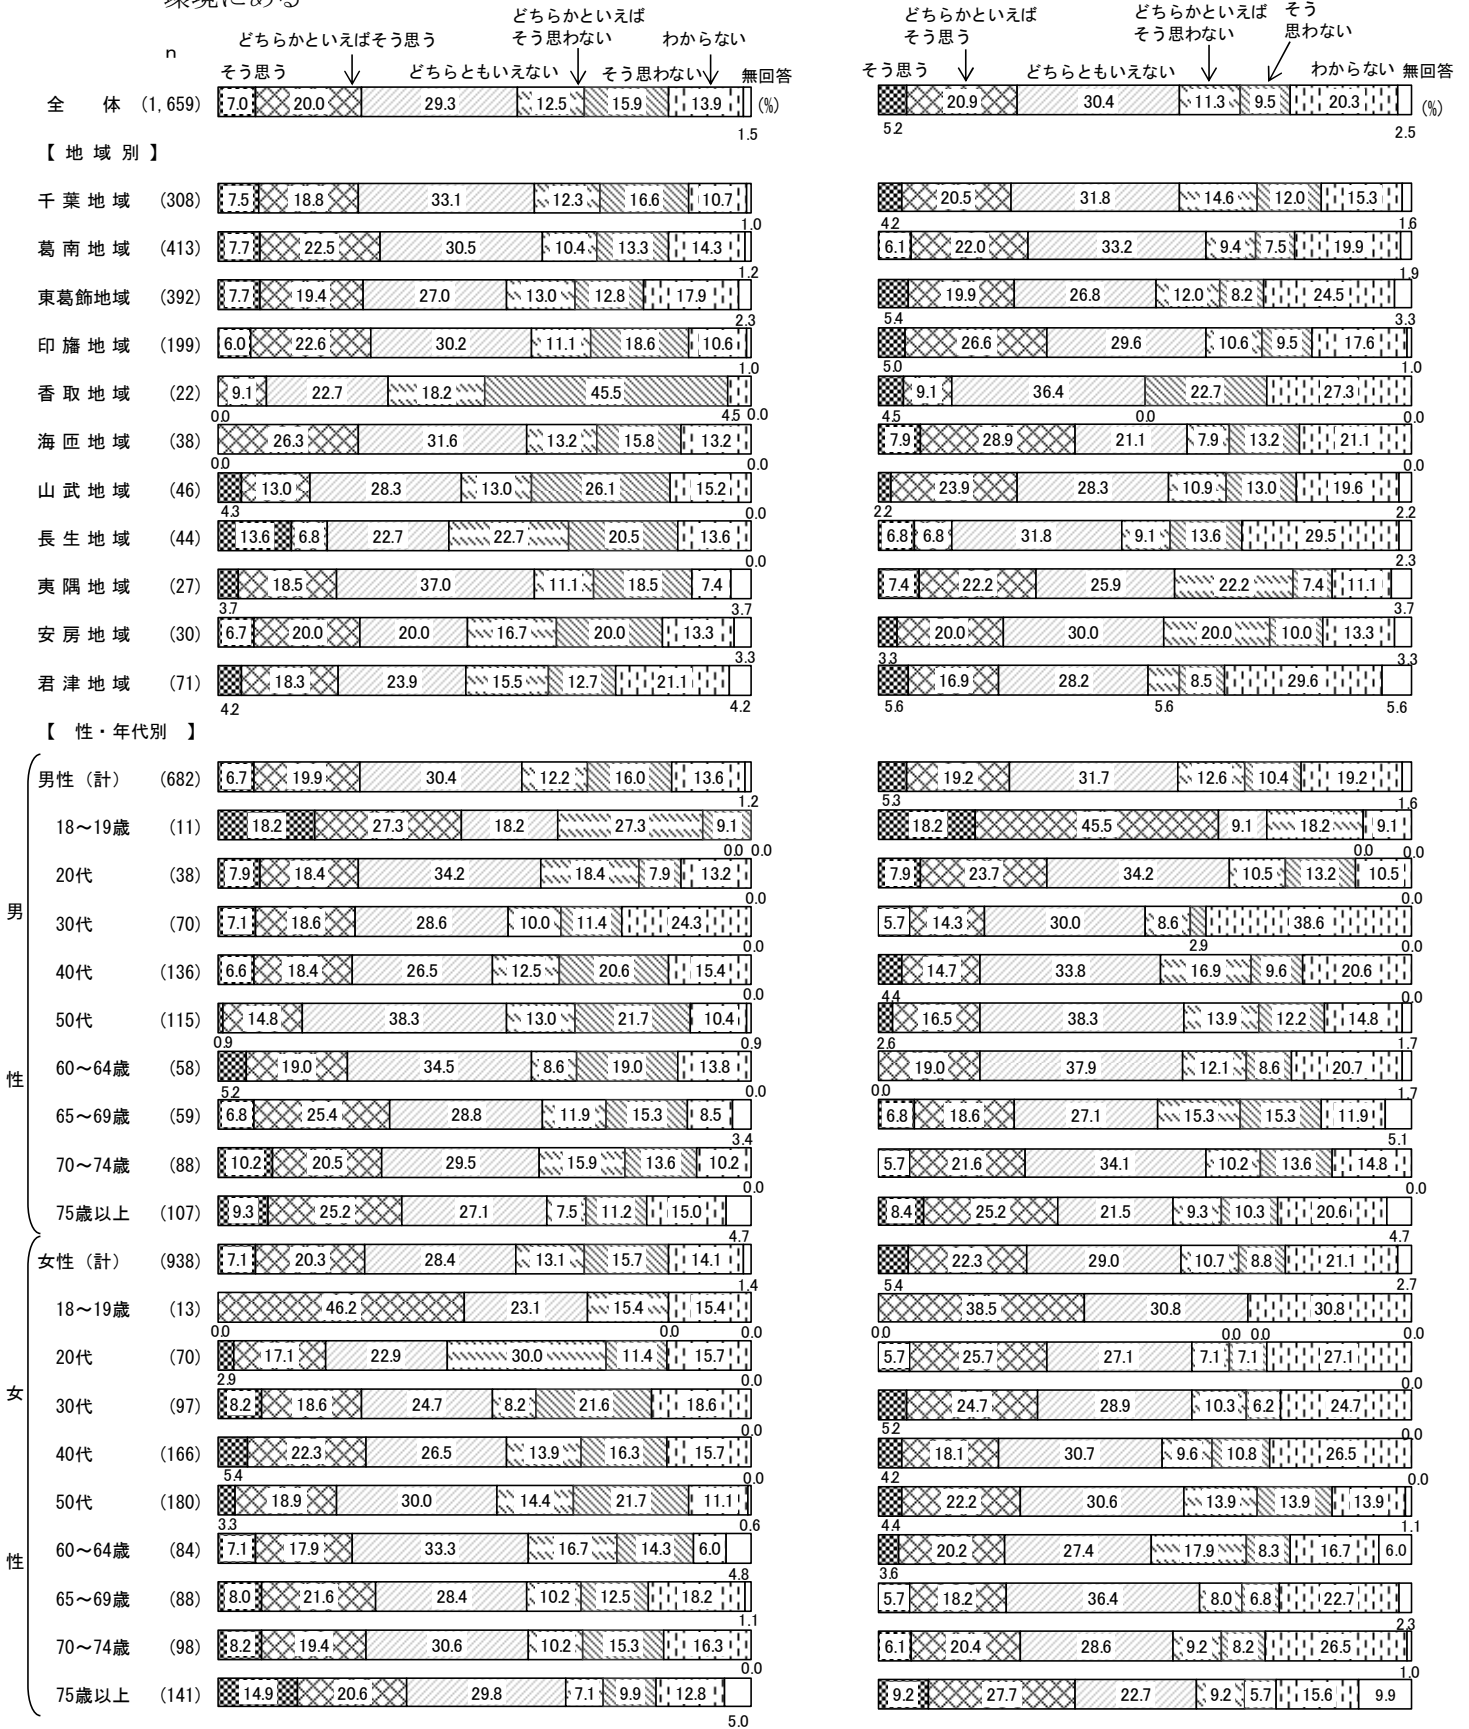 環境にある
どちらかといえば
そう思わない
どちらかといえばそう思う
わからない
n
そう思う
どちらともいえない
そう思わない
無回答
どちらかといえば
そう思う
どちらかといえば
そう思わない
そう
思わない
そう思う
どちらともいえない
わからない
無回答
全 体 (1,659) 7.0 20.0 29.3 12.5 15.9 13.9 (%) 20.9 30.4 11.3 9.5 20.3 (%)
1.5 5.2 2.5
【 地 域 別 】
千 葉 地 域 (308) 7.5 18.8 33.1 12.3 16.6 10.7 20.5 31.8 14.6 12.0 15.3
1.0 4.2 1.6
葛 南 地 域 (413) 7.7 22.5 30.5 10.4 13.3 14.3 6.1 22.0 33.2 9.4 7.5 19.9
1.2 1.9
東葛飾地域 (392) 7.7 19.4 27.0 13.0 12.8 17.9 19.9 26.8 12.0 8.2 24.5
2.3 5.4 3.3
印 旛 地 域 (199) 6.0 22.6 30.2 11.1 18.6 10.6 26.6 29.6 10.6 9.5 17.6
1.0 5.0 1.0
香 取 地 域 (22) 9.1 22.7 18.2 45.5 9.1 36.4 22.7 27.3
0.0 4.5 0.0 4.5 0.0 0.0
海 匝 地 域 (38) 26.3 31.6 13.2 15.8 13.2 7.9 28.9 21.1 7.9 13.2 21.1
0.0 0.0 0.0
山 武 地 域 (46) 13.0 28.3 13.0 26.1 15.2 23.9 28.3 10.9 13.0 19.6
4.3 0.0 2.2 2.2
長 生 地 域 (44) 13.6 6.8 22.7 22.7 20.5 13.6 6.8 6.8 31.8 9.1 13.6 29.5
0.0 2.3
夷 隅 地 域 (27) 18.5 37.0 11.1 18.5 7.4 7.4 22.2 25.9 22.2 7.4 11.1
3.7 3.7 3.7
安 房 地 域 (30) 6.7 20.0 20.0 16.7 20.0 13.3 20.0 30.0 20.0 10.0 13.3
3.3 3.3 3.3
君 津 地 域 (71) 18.3 23.9 15.5 12.7 21.1 16.9 28.2 8.5 29.6
4.2 4.2 5.6 5.6 5.6
【 性・年代別 】
男性（計） (682) 6.7 19.9 30.4 12.2 16.0 13.6 19.2 31.7 12.6 10.4 19.2
1.2 5.3 1.6
18～19歳 (11) 18.2 27.3 18.2 27.3 9.1 18.2 45.5 9.1 18.2 9.1
0.0 0.0 0.0 0.0
20代 (38) 7.9 18.4 34.2 18.4 7.9 13.2 7.9 23.7 34.2 10.5 13.2 10.5
0.0 0.0
男
30代 (70) 7.1 18.6 28.6 10.0 11.4 24.3 5.7 14.3 30.0 8.6 38.6
0.0 2.9 0.0
40代 (136) 6.6 18.4 26.5 12.5 20.6 15.4 14.7 33.8 16.9 9.6 20.6
0.0 4.4 0.0
50代 (115) 14.8 38.3 13.0 21.7 10.4 16.5 38.3 13.9 12.2 14.8
0.9 0.9 2.6 1.7
60～64歳 (58) 19.0 34.5 8.6 19.0 13.8 19.0 37.9 12.1 8.6 20.7
性
5.2 0.0 0.0 1.7
65～69歳 (59) 6.8 25.4 28.8 11.9 15.3 8.5 6.8 18.6 27.1 15.3 15.3 11.9
3.4 5.1
70～74歳 (88) 10.2 20.5 29.5 15.9 13.6 10.2 5.7 21.6 34.1 10.2 13.6 14.8
0.0 0.0
75歳以上 (107) 9.3 25.2 27.1 7.5 11.2 15.0 8.4 25.2 21.5 9.3 10.3 20.6
4.7 4.7
女性（計） (938) 7.1 20.3 28.4 13.1 15.7 14.1 22.3 29.0 10.7 8.8 21.1
1.4 5.4 2.7
18～19歳 (13) 46.2 23.1 15.4 15.4 38.5 30.8 30.8
0.0 0.0 0.0 0.0 0.0 0.0 0.0
20代 (70) 17.1 22.9 30.0 11.4 15.7 5.7 25.7 27.1 7.1 7.1 27.1
2.9 0.0 0.0
女
30代 (97) 8.2 18.6 24.7 8.2 21.6 18.6 24.7 28.9 10.3 6.2 24.7
0.0 5.2 0.0
40代 (166) 22.3 26.5 13.9 16.3 15.7 18.1 30.7 9.6 10.8 26.5
5.4 0.0 4.2 0.0
50代 (180) 18.9 30.0 14.4 21.7 11.1 22.2 30.6 13.9 13.9 13.9
3.3 0.6 4.4 1.1
60～64歳 (84) 7.1 17.9 33.3 16.7 14.3 6.0 20.2 27.4 17.9 8.3 16.7 6.0
性
4.8 3.6
65～69歳 (88) 8.0 21.6 28.4 10.2 12.5 18.2 5.7 18.2 36.4 8.0 6.8 22.7
1.1 2.3
70～74歳 (98) 8.2 19.4 30.6 10.2 15.3 16.3 6.1 20.4 28.6 9.2 8.2 26.5
0.0 1.0
75歳以上 (141) 14.9 20.6 29.8 7.1 9.9 12.8 9.2 27.7 22.7 9.2 5.7 15.6 9.9
5.0